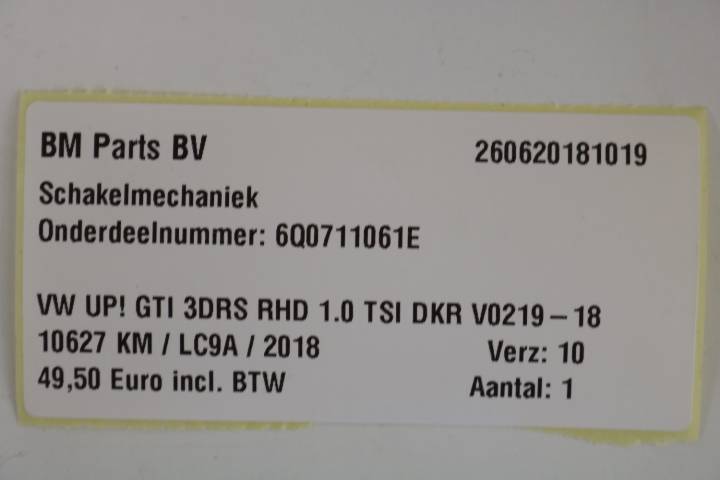 BM Parts BV 260620181019
Schakelmechaniek
Onderdeelnummer: 6Q0711061E
VW UP! GTI 3DRS RHD 1.0 TSI DKR V0219-18
10627 KM / LC9A / 2018 Verz: 10
49,50 Euro incl. BTW Aantal: 1